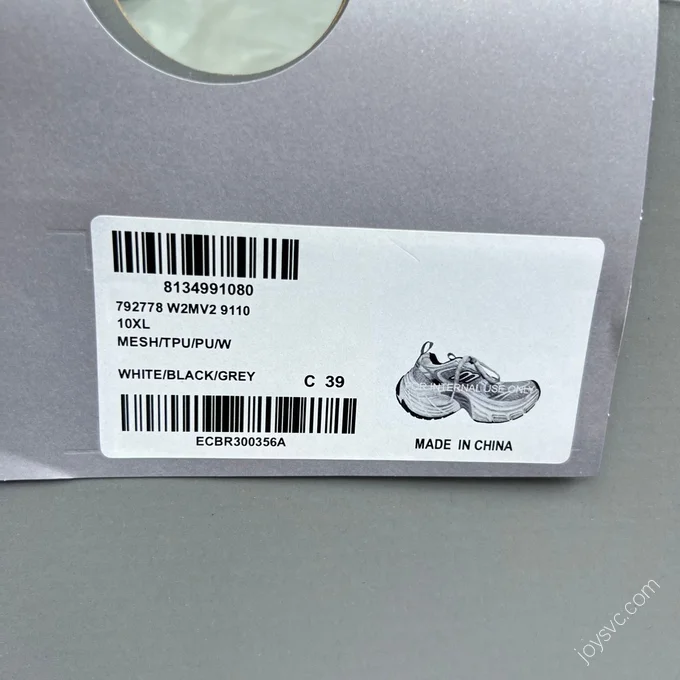 8134991080
792778 W2MV2 9110
10XL
MESH/TPU/PU/W
WHITE/BLACK/GREY
C 39
ECBR300356A
FOR INTERNAL USE ONLY
MADE IN CHINA
joysvc.com